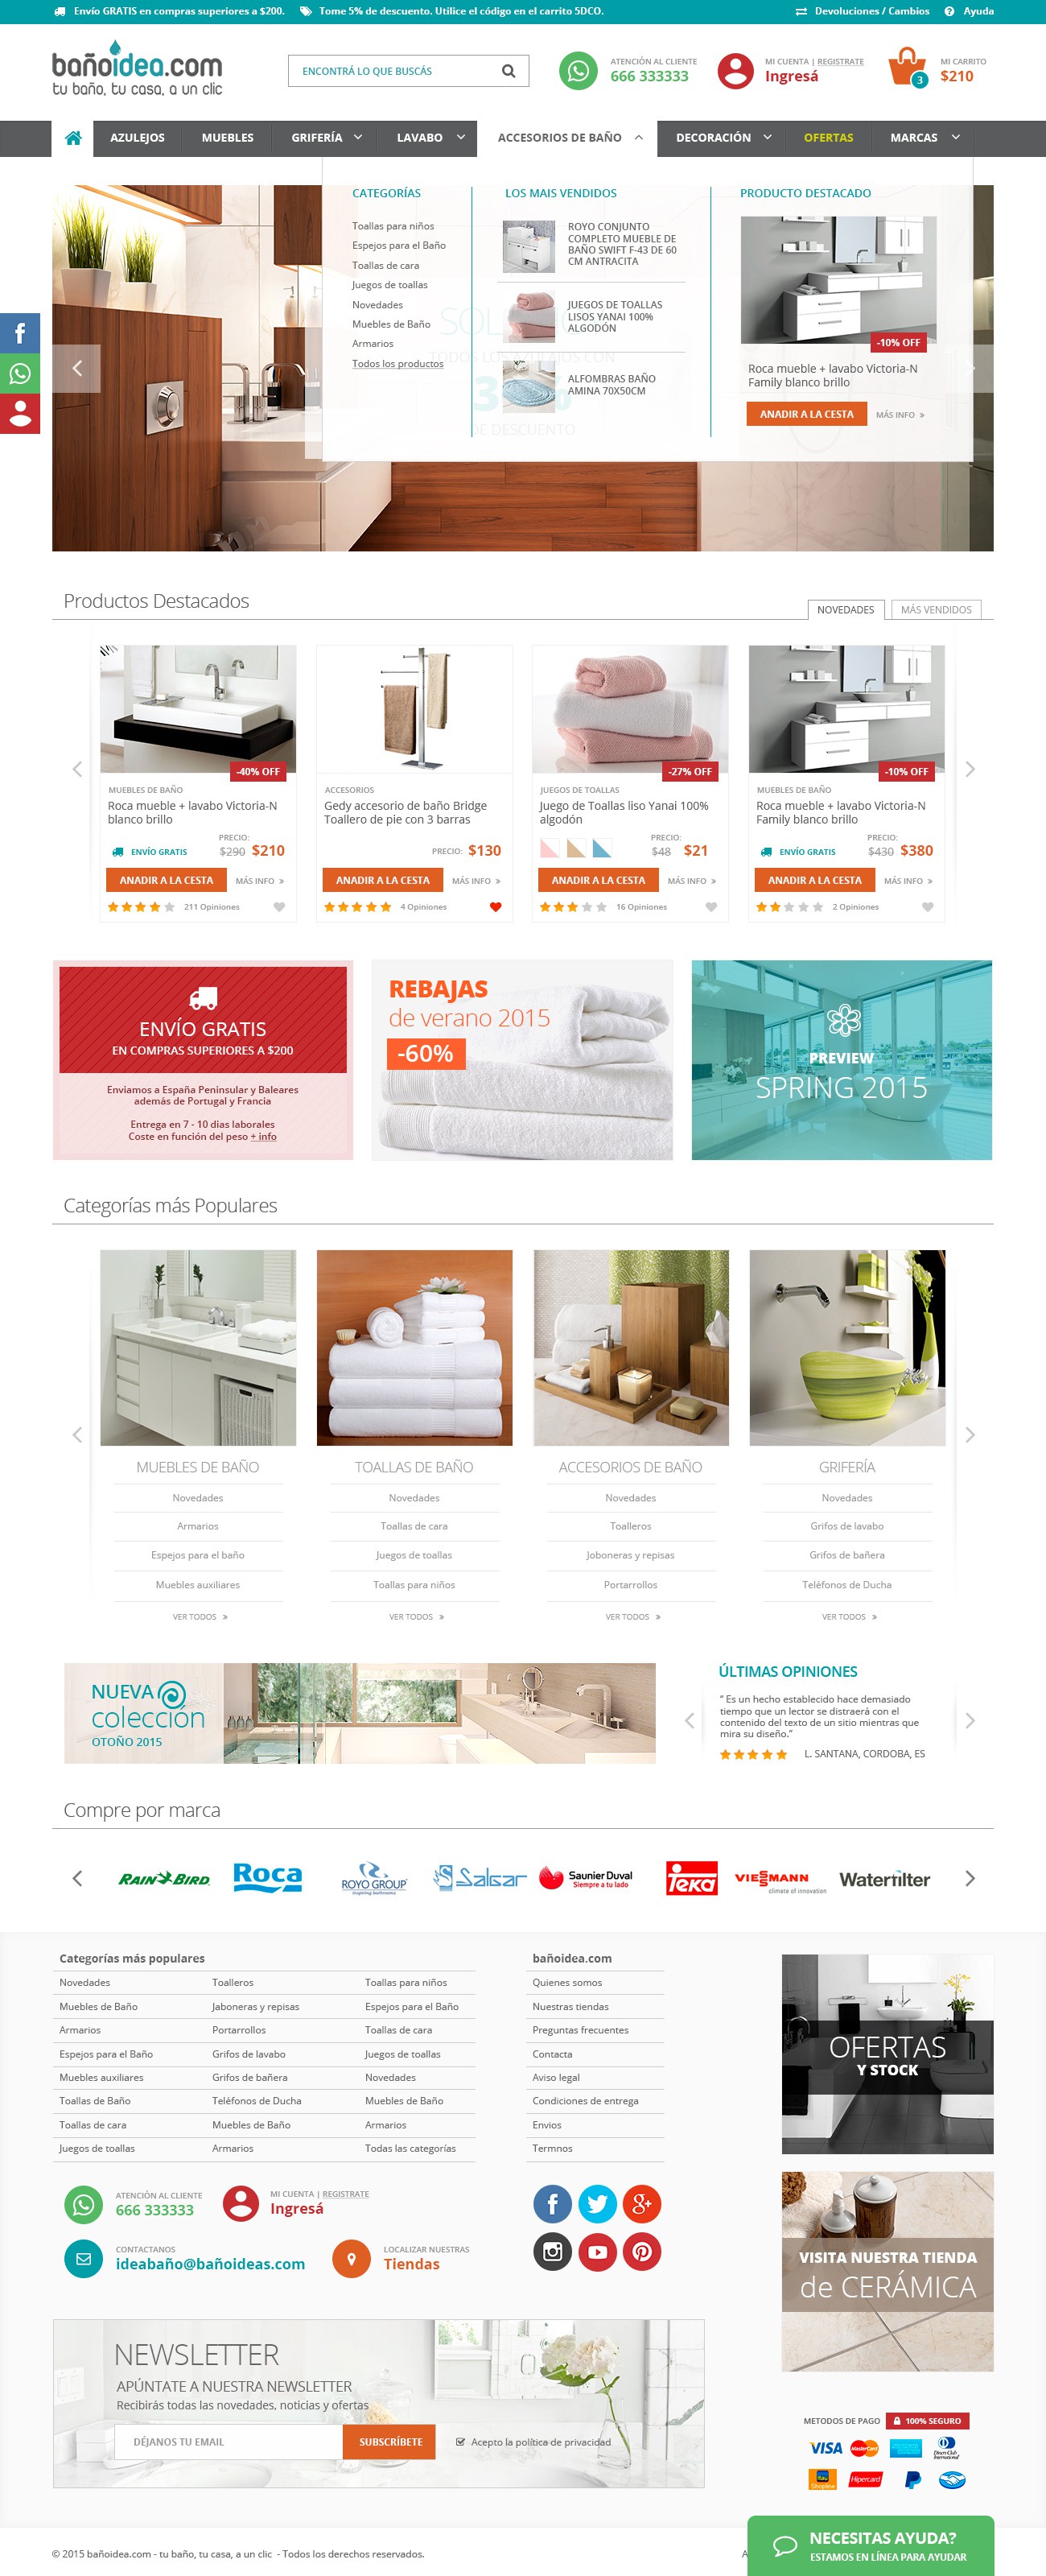 Envío GRATIS en compras superiores a $200.
Tome 5% de descuento. Utilice el código en el carrito 5DCO.
Devoluciones / Cambios
Ayuda
bañoidea.com
tu baño, tu casa, a un clic
ENCONTRÁ LO QUE BUSCÁS
ATENCIÓN AL CLIENTE
666 333333
MI CUENTA | REGISTRATE
Ingresá
3
MI CARRITO
$210
AZULEJOS
MUEBLES
GRIFERÍA
LAVABO
ACCESORIOS DE BAÑO
DECORACIÓN
OFERTAS
MARCAS
CATEGORÍAS
Toallas para niños
Espejos para el Baño
Toallas de cara
Juegos de toallas
Novedades
Muebles de Baño
Armarios
Todos los productos
LOS MAS VENDIDOS
ROYO CONJUNTO
COMPLETO MUEBLE DE
BAÑO SWIFT F-43 DE 60
CM ANTRACITA
JUEGOS DE TOALLAS
LISOS YANAI 100%
ALGODÓN
ALFOMBRAS BAÑO
AMINA 70X50CM
PRODUCTO DESTACADO
-10% OFF
Roca mueble + lavabo Victoria-N
Family blanco brillo
ANADIR A LA CESTA
MÁS INFO »
TODOS LOS AZULEJOS CON
DE DESCUENTO
Productos Destacados
NOVEDADES
MÁS VENDIDOS
-40% OFF
MUEBLES DE BAÑO
Roca mueble + lavabo Victoria-N
blanco brillo
PRECIO:
ENVÍO GRATIS
$290
$210
ANADIR A LA CESTA
MÁS INFO »
211 Opiniones
ACCESORIOS
Gedy accesorio de baño Bridge
Toallero de pie con 3 barras
PRECIO:
$130
ANADIR A LA CESTA
MÁS INFO »
4 Opiniones
-27% OFF
JUEGOS DE TOALLAS
Juego de Toallas liso Yanai 100%
algodón
PRECIO:
$48
$21
ANADIR A LA CESTA
MÁS INFO »
16 Opiniones
-10% OFF
MUEBLES DE BAÑO
Roca mueble + lavabo Victoria-N
Family blanco brillo
PRECIO:
ENVÍO GRATIS
$430
$380
ANADIR A LA CESTA
MÁS INFO »
2 Opiniones
ENVÍO GRATIS
EN COMPRAS SUPERIORES A $200
Enviamos a España Peninsular y Baleares
además de Portugal y Francia
Entrega en 7 - 10 dias laborales
Coste en función del peso + info
REBAJAS
de verano 2015
-60%
PREVIEW
SPRING 2015
Categorías más Populares
MUEBLES DE BAÑO
Novedades
Armarios
Espejos para el baño
Muebles auxiliares
VER TODOS »
TOALLAS DE BAÑO
Novedades
Toallas de cara
Juegos de toallas
Toallas para niños
VER TODOS »
ACCESORIOS DE BAÑO
Novedades
Toalleros
Joboneras y repisas
Portarrollos
VER TODOS »
GRIFERÍA
Novedades
Grifos de lavabo
Grifos de bañera
Teléfonos de Ducha
VER TODOS »
NUEVA
colección
OTOÑO 2015
ÚLTIMAS OPINIONES
“ Es un hecho establecido hace demasiado
tiempo que un lector se distraerá con el
contenido del texto de un sitio mientras que
mira su diseño.”
L. SANTANA, CORDOBA, ES
Compre por marca
RAIN BIRD
Roca
ROYO GROUP
inspiring bathrooms
Salgar
Saunier Duval
Siempre a tu lado
Teka
VIESMANN
climate of innovation
Waterfilter
Categorías más populares
Novedades
Muebles de Baño
Armarios
Espejos para el Baño
Muebles auxiliares
Toallas de Baño
Toallas de cara
Juegos de toallas
Toalleros
Jaboneras y repisas
Portarrollos
Grifos de lavabo
Grifos de bañera
Teléfonos de Ducha
Muebles de Baño
Armarios
Toallas para niños
Espejos para el Baño
Toallas de cara
Juegos de toallas
Novedades
Muebles de Baño
Armarios
Todas las categorías
bañoidea.com
Quienes somos
Nuestras tiendas
Preguntas frecuentes
Contacta
Aviso legal
Condiciones de entrega
Envios
Termnos
OFERTAS
Y STOCK
ATENCIÓN AL CLIENTE
666 333333
MI CUENTA | REGISTRATE
Ingresá
CONTACTANOS
ideabaño@bañoideas.com
LOCALIZAR NUESTRAS
Tiendas
VISITA NUESTRA TIENDA
de CERÁMICA
NEWSLETTER
APÚNTATE A NUESTRA NEWSLETTER
Recibirás todas las novedades, noticias y ofertas
DÉJANOS TU EMAIL
SUBSCRÍBETE
Acepto la política de privacidad
METODOS DE PAGO
100% SEGURO
VISA
MasterCard
Diners Club
International
Shopline
Hipercard
© 2015 bañoidea.com - tu baño, tu casa, a un clic - Todos los derechos reservados.
NECESITAS AYUDA?
ESTAMOS EN LÍNEA PARA AYUDAR